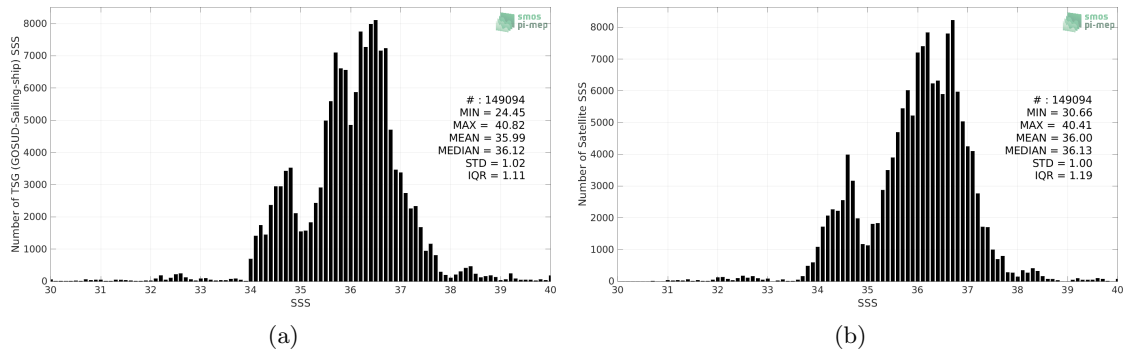 smos
pi-mep
Number of TSG (GOSUD-Sailing-ship) SSS
8000
7000
6000
5000
4000
3000
2000
1000
0
# : 149094
MIN = 24.45
MAX = 40.82
MEAN = 35.99
MEDIAN = 36.12
STD = 1.02
IQR = 1.11
30 31 32 33 34 35 36 37 38 39 40
SSS
(a)
smos
pi-mep
Number of Satellite SSS
8000
7000
6000
5000
4000
3000
2000
1000
0
# : 149094
MIN = 30.66
MAX = 40.41
MEAN = 36.00
MEDIAN = 36.13
STD = 1.00
IQR = 1.19
30 31 32 33 34 35 36 37 38 39 40
SSS
(b)